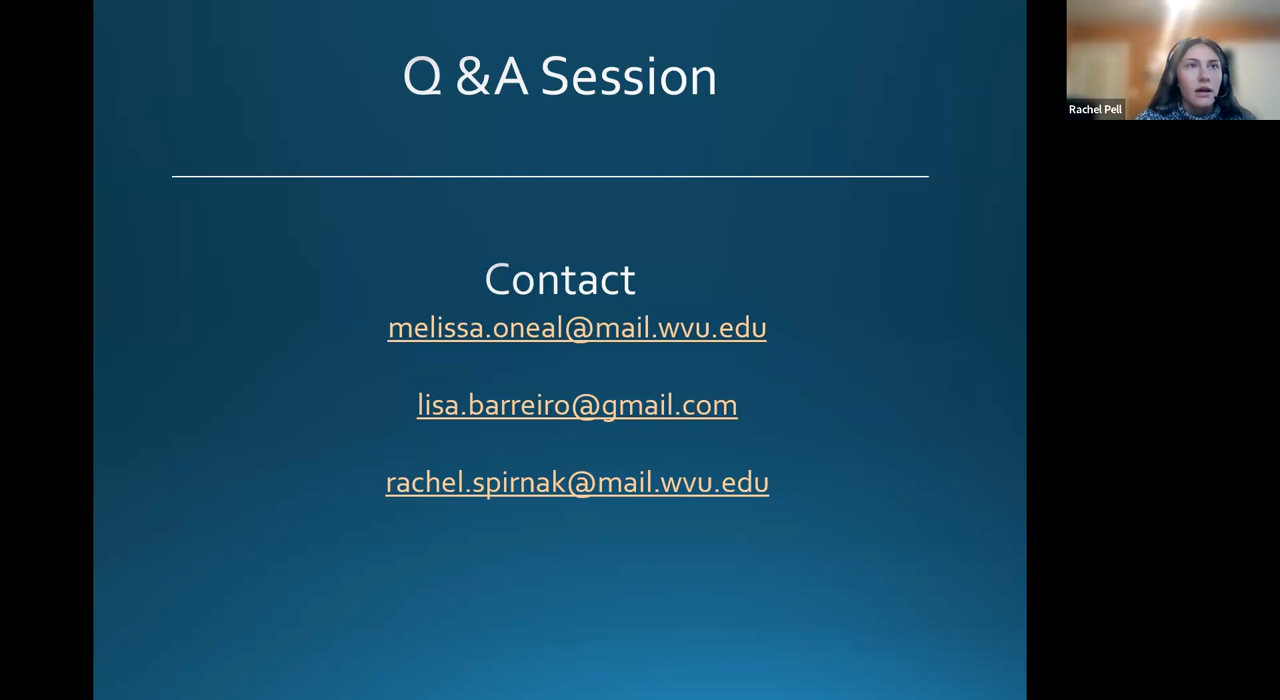 Q &A Session
Rachel Pell
Contact
melissa.oneal@mail.wvu.edu
lisa.barreiro@gmail.com
rachel.spirnak@mail.wvu.edu